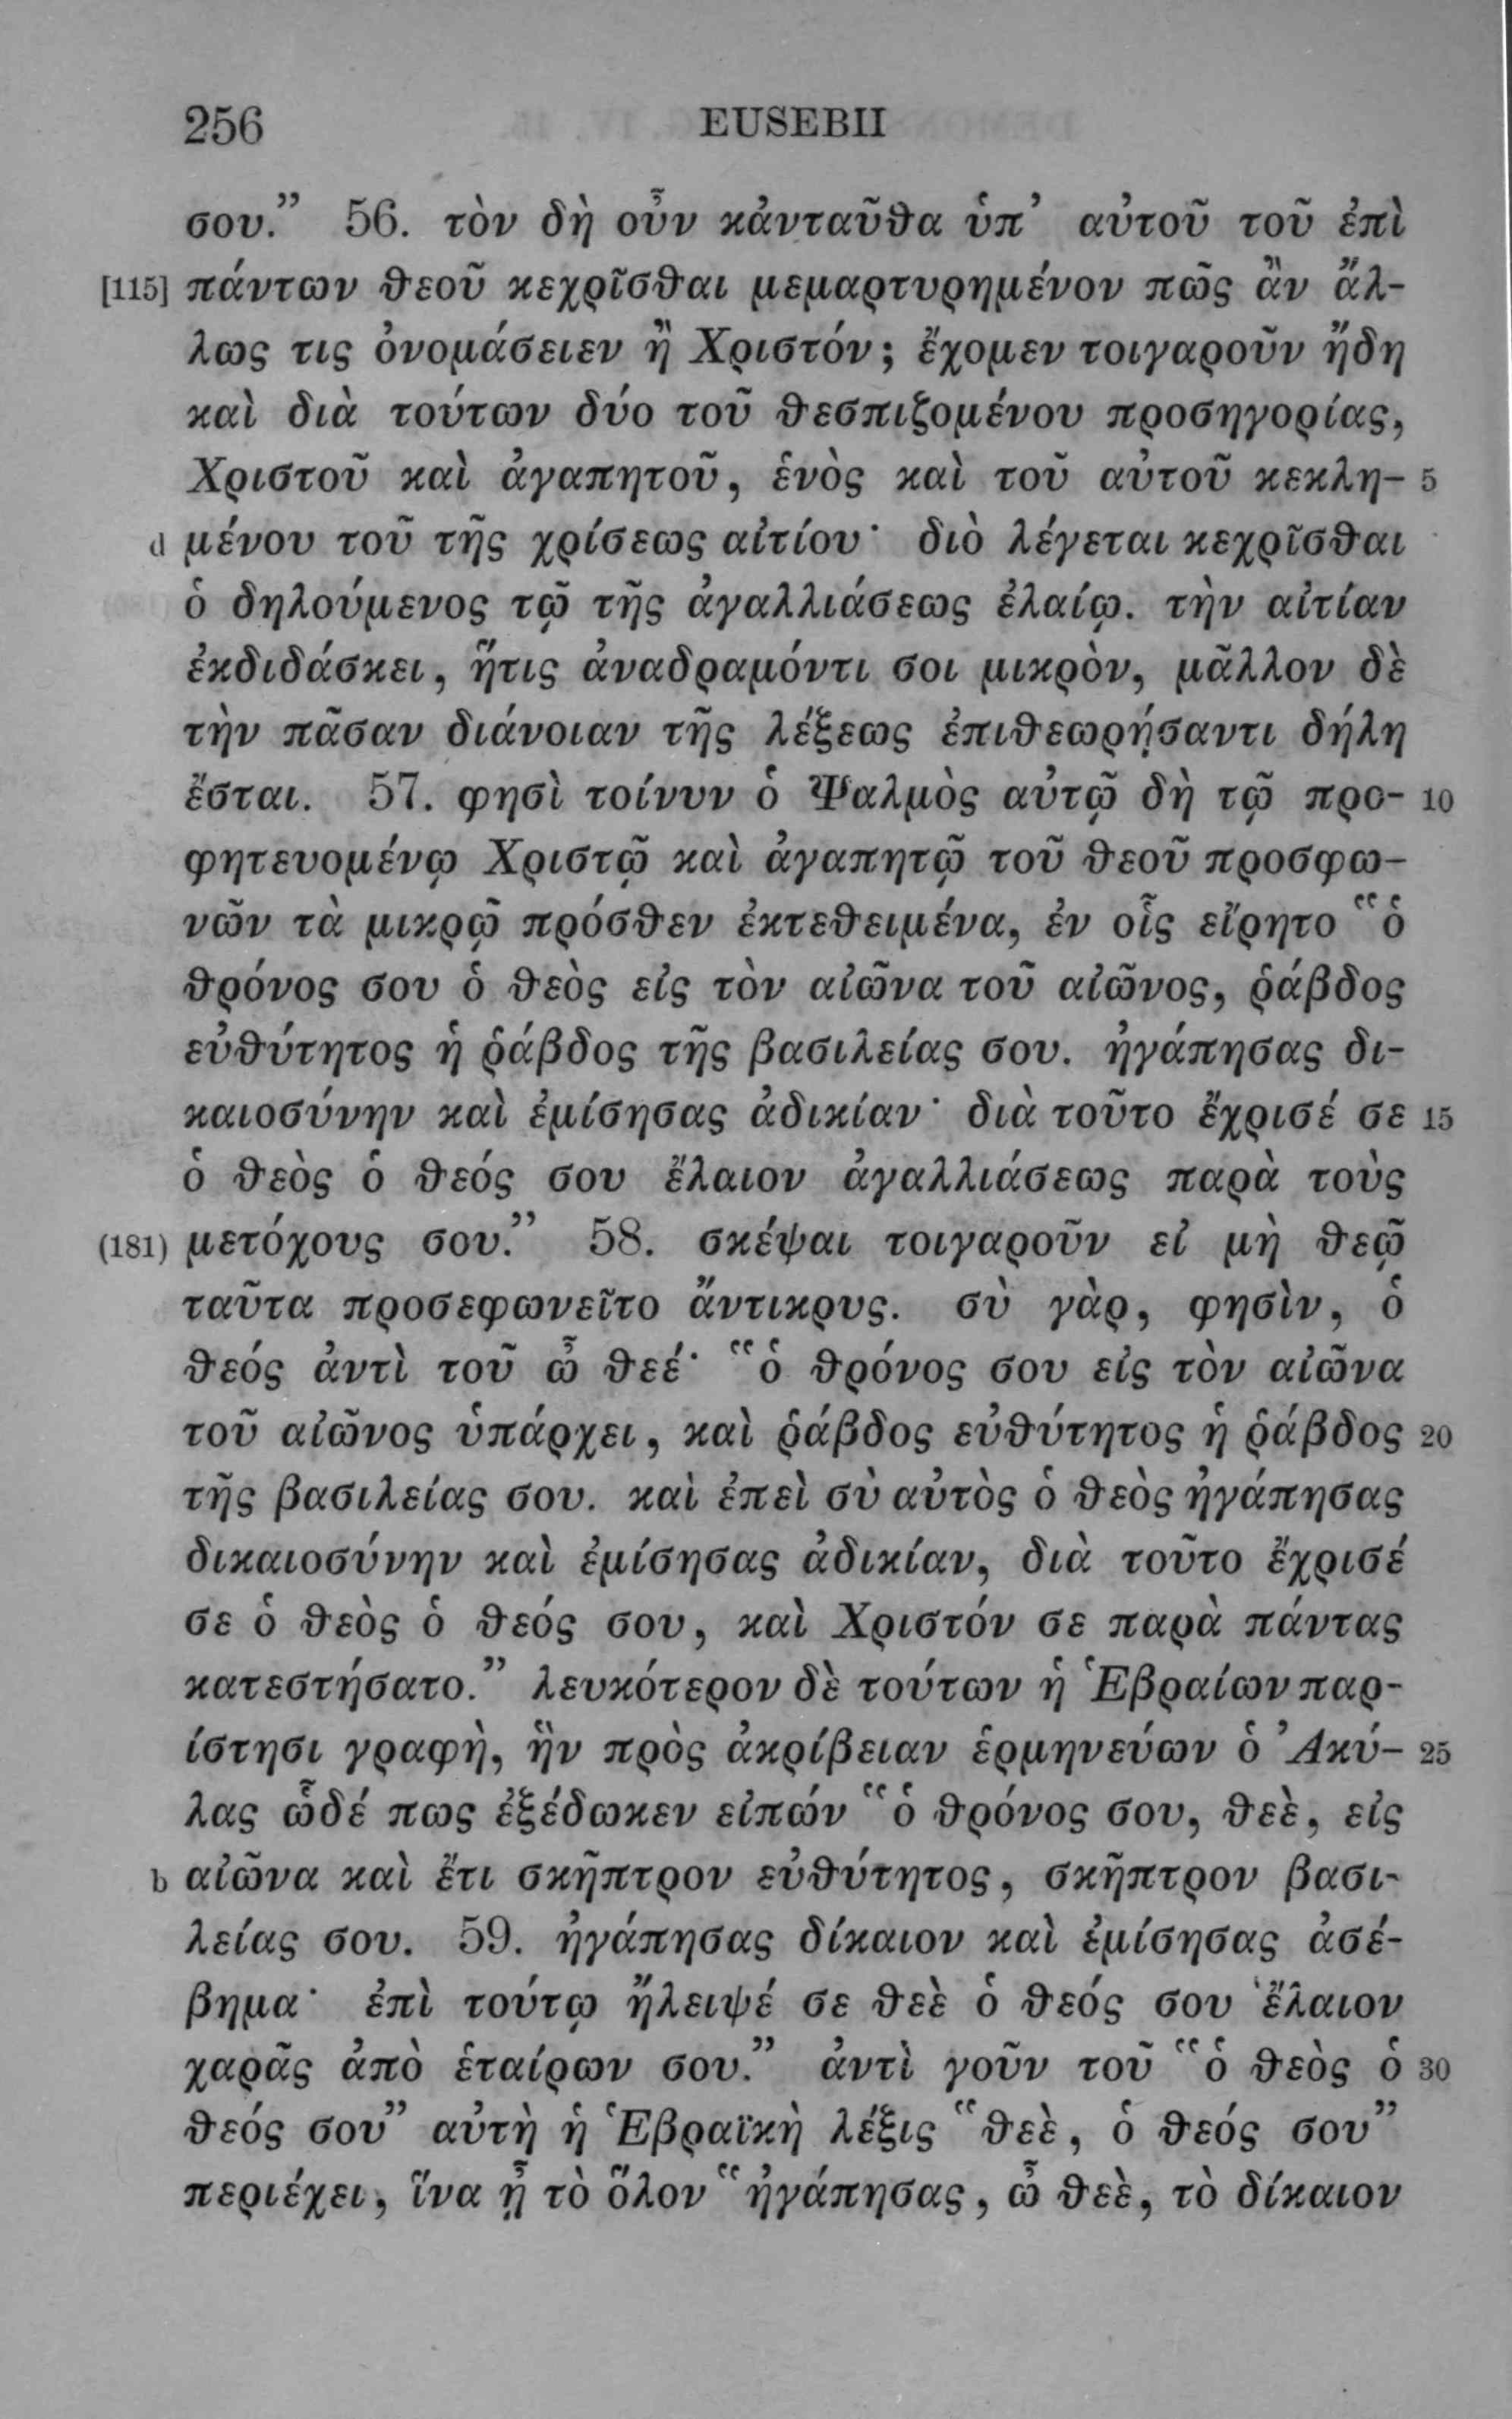 256 EUSEBII
σου.” 56. τὸν δὴ οὖν κἀνταῦθα ὑπ’ αὐτοῦ τοῦ ἐπὶ
[115] πάντων θεοῦ κεχρῖσθαι μεμαρτυρημένον πῶς ἂν ἄλ-
λως τις ὀνομάσειεν ἢ Χριστόν; ἔχομεν τοιγαροῦν ἤδη
καὶ διὰ τούτων δύο τοῦ θεσπιζομένου προσηγορίας,
Χριστοῦ καὶ ἀγαπητοῦ, ἑνὸς καὶ τοῦ αὐτοῦ κεκλη- 5
d μένου τοῦ τῆς χρίσεως αἰτίου· διὸ λέγεται κεχρῖσθαι
ὁ δηλούμενος τῷ τῆς ἀγαλλιάσεως ἐλαίῳ. τὴν αἰτίαν
ἐκδιδάσκει, ἥτις ἀναδραμόντι σοι μικρὸν, μᾶλλον δὲ
τὴν πᾶσαν διάνοιαν τῆς λέξεως ἐπιθεωρήσαντι δήλη
ἔσται. 57. φησὶ τοίνυν ὁ Ψαλμὸς αὐτῷ δὴ τῷ προ- 10
φητευομένῳ Χριστῷ καὶ ἀγαπητῷ τοῦ θεοῦ προσφω-
νῶν τὰ μικρῷ πρόσθεν ἐκτεθειμένα, ἐν οἷς εἴρητο “ὁ
θρόνος σου ὁ θεὸς εἰς τὸν αἰῶνα τοῦ αἰῶνος, ῥάβδος
εὐθύτητος ἡ ῥάβδος τῆς βασιλείας σου. ἠγάπησας δι-
καιοσύνην καὶ ἐμίσησας ἀδικίαν· διὰ τοῦτο ἔχρισέ σε 15
ὁ θεὸς ὁ θεός σου ἔλαιον ἀγαλλιάσεως παρὰ τοὺς
(181) μετόχους σου.” 58. σκέψαι τοιγαροῦν εἰ μὴ θεῷ
ταῦτα προσεφωνεῖτο ἄντικρυς. σὺ γὰρ, φησὶν, ὁ
θεός ἀντὶ τοῦ ὦ θεέ· “ὁ θρόνος σου εἰς τὸν αἰῶνα
τοῦ αἰῶνος ὑπάρχει, καὶ ῥάβδος εὐθύτητος ἡ ῥάβδος 20
τῆς βασιλείας σου. καὶ ἐπεὶ σὺ αὐτὸς ὁ θεὸς ἠγάπησας
δικαιοσύνην καὶ ἐμίσησας ἀδικίαν, διὰ τοῦτο ἔχρισέ
σε ὁ θεὸς ὁ θεός σου, καὶ Χριστόν σε παρὰ πάντας
κατεστήσατο.” λευκότερον δὲ τούτων ἡ Ἑβραίων παρ-
ίστησι γραφὴ, ἣν πρὸς ἀκρίβειαν ἑρμηνεύων ὁ Ἀκύ- 25
λας ὧδέ πως ἐξέδωκεν εἰπών “ὁ θρόνος σου, θεὲ, εἰς
b αἰῶνα καὶ ἔτι σκῆπτρον εὐθύτητος, σκῆπτρον βασι-
λείας σου. 59. ἠγάπησας δίκαιον καὶ ἐμίσησας ἀσέ-
βημα· ἐπὶ τούτῳ ἤλειψέ σε θεὲ ὁ θεός σου ἔλαιον
χαρᾶς ἀπὸ ἑταίρων σου.” ἀντὶ γοῦν τοῦ “ὁ θεὸς ὁ 30
θεός σου” αὐτὴ ἡ Ἑβραϊκὴ λέξις “θεὲ, ὁ θεός σου”
περιέχει, ἵνα ᾖ τὸ ὅλον “ἠγάπησας, ὦ θεὲ, τὸ δίκαιον